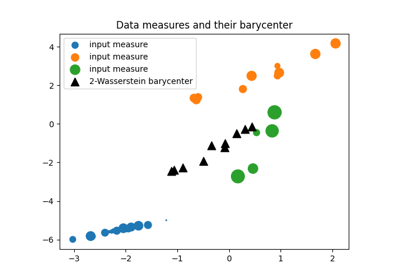 Data measures and their barycenter
input measure
input measure
input measure
2-Wasserstein barycenter
4
2
0
−2
−4
−6
−3
−2
−1
0
1
2